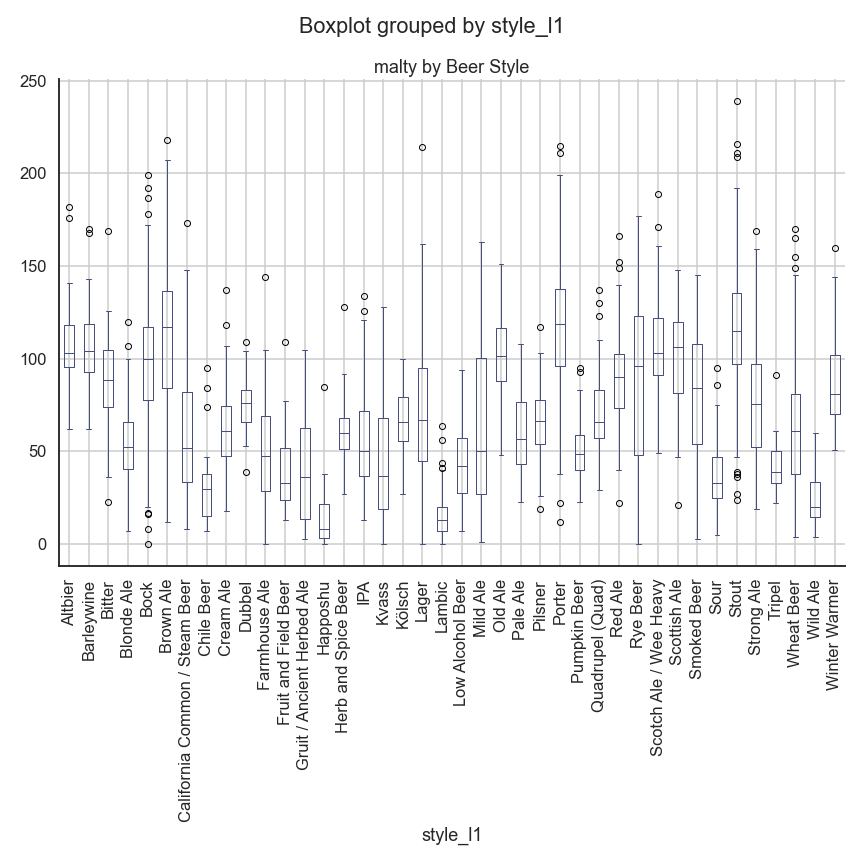 Boxplot grouped by style_l1
malty by Beer Style
250
200
150
100
50
0
Altbier
Barleywine
Bitter
Blonde Ale
Bock
Brown Ale
California Common / Steam Beer
Chile Beer
Cream Ale
Dubbel
Farmhouse Ale
Fruit and Field Beer
Gruit / Ancient Herbed Ale
Happoshu
Herb and Spice Beer
IPA
Kvass
Kölsch
Lager
Lambic
Low Alcohol Beer
Mild Ale
Old Ale
Pale Ale
Pilsner
Porter
Pumpkin Beer
Quadrupel (Quad)
Red Ale
Rye Beer
Scotch Ale / Wee Heavy
Scottish Ale
Smoked Beer
Sour
Stout
Strong Ale
Tripel
Wheat Beer
Wild Ale
Winter Warmer
style_l1